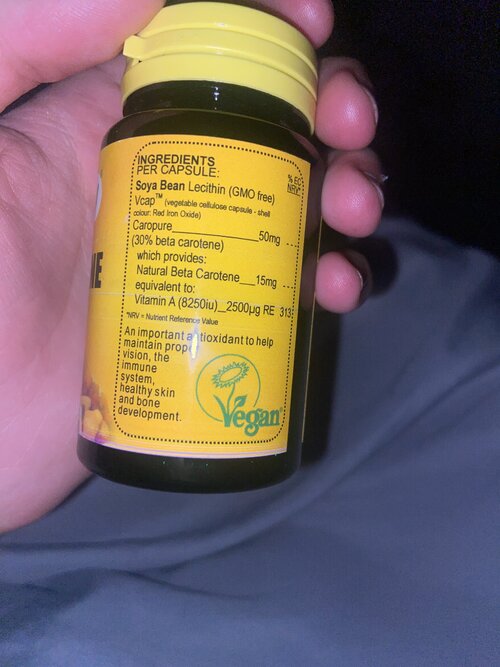 INGREDIENTS
PER CAPSULE:
% EC
NRV*
Soya Bean Lecithin (GMO free)
Vcap™ (vegetable cellulose capsule - shell
colour: Red Iron Oxide)
Caropure 50mg ...
(30% beta carotene)
which provides:
Natural Beta Carotene 15mg ...
equivalent to:
Vitamin A (8250iu) 2500µg RE 313
*NRV = Nutrient Reference Value
An important antioxidant to help
maintain proper
vision, the
immune
system,
healthy skin
and bone
development.
Vegan